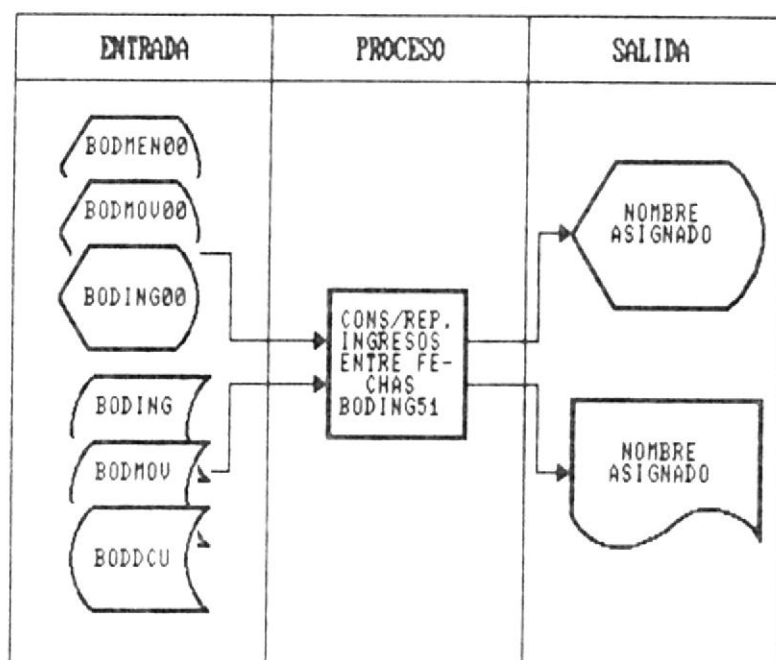 ENTRADA
PROCESO
SALIDA
BODMEN00
BODMOV00
BODING00
BODING
BODMOV
BODDCU
CONS/REP.
INGRESOS
ENTRE FE-
CHAS
BODING51
NOMBRE
ASIGNADO
NOMBRE
ASIGNADO